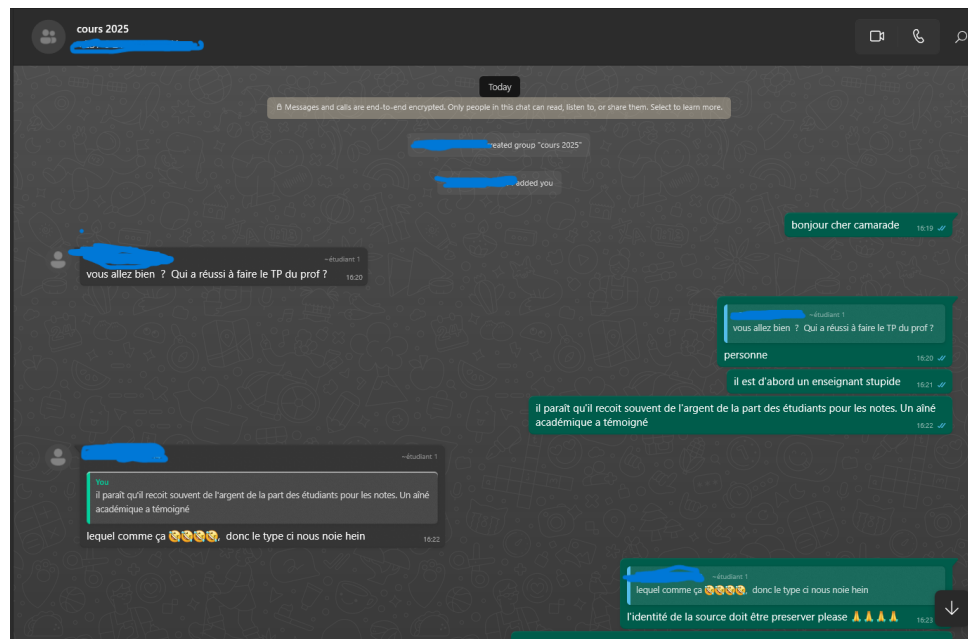 cours 2025
Today
Messages and calls are end-to-end encrypted. Only people in this chat can read, listen to, or share them. Select to learn more.
reated group "cours 2025"
added you
bonjour cher camarade 16:19
~étudiant 1
vous allez bien ? Qui a réussi à faire le TP du prof ? 16:20
~étudiant 1
vous allez bien ? Qui a réussi à faire le TP du prof ?
personne 16:20
il est d'abord un enseignant stupide 16:21
il paraît qu'il recoit souvent de l'argent de la part des étudiants pour les notes. Un aîné
académique a témoigné 16:22
~étudiant 1
You
il paraît qu'il recoit souvent de l'argent de la part des étudiants pour les notes. Un aîné
académique a témoigné
lequel comme ça 🤣🤣🤣🤣, donc le type ci nous noie hein 16:22
~étudiant 1
lequel comme ça 🤣🤣🤣🤣, donc le type ci nous noie hein
l'identité de la source doit être preserver please 🙏🙏🙏🙏 16:23